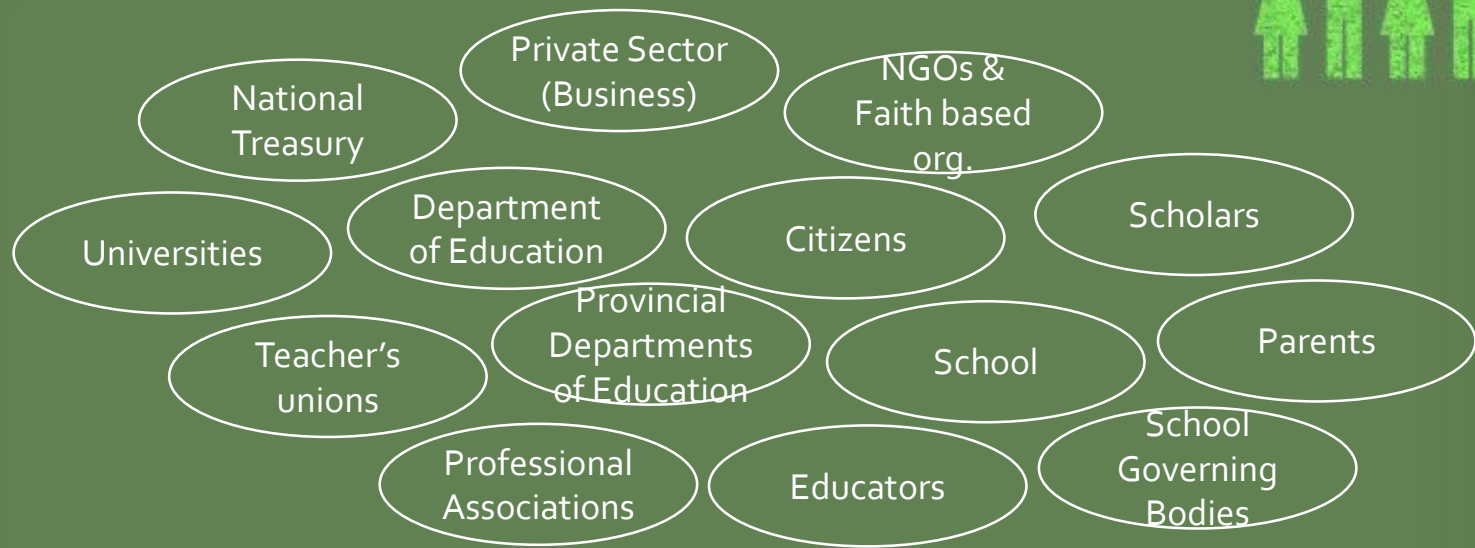 Private Sector
(Business)
National
Treasury
NGOs &
Faith based
org.
Universities
Department
of Education
Citizens
Scholars
Teacher’s
unions
Provincial
Departments
of Education
School
Parents
Professional
Associations
Educators
School
Governing
Bodies